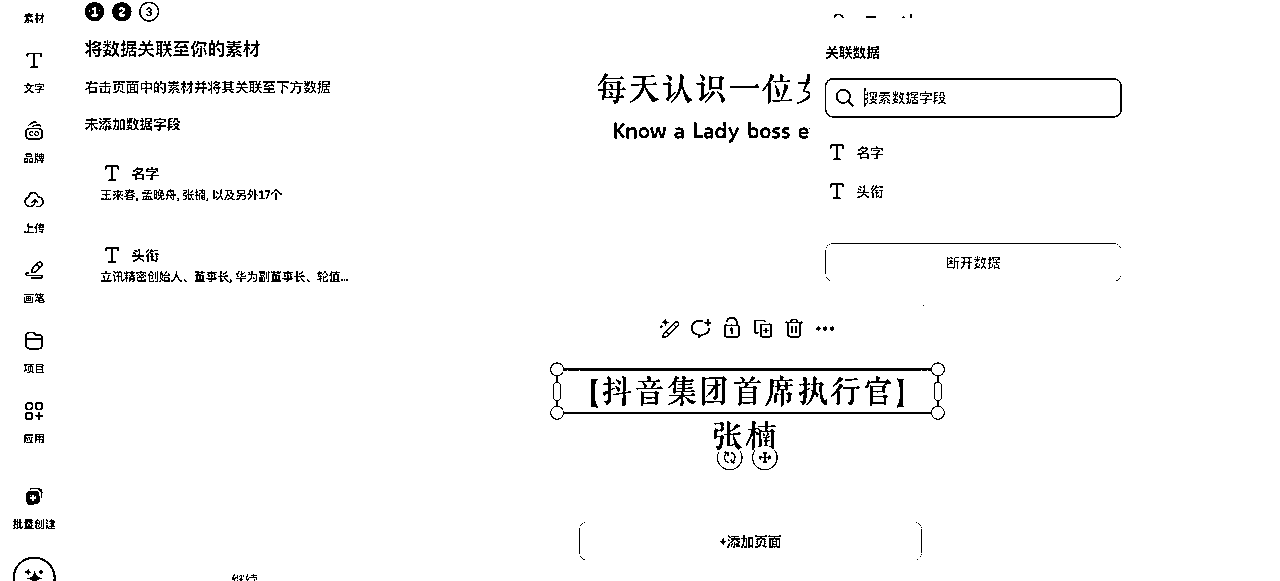 素材
文字
品牌
上传
画笔
项目
应用
批量创建
1 2 3
将数据关联至你的素材
右击页面中的素材并将其关联至下方数据
未添加数据字段
T 名字
王来春, 孟晚舟, 张楠, 以及另外17个
T 头衔
立讯精密创始人、董事长, 华为副董事长、轮值...
继续
每天认识一位
Know a Lady boss e
【抖音集团首席执行官】
张楠
+添加页面
关联数据
搜索数据字段
T 名字
T 头衔
断开数据